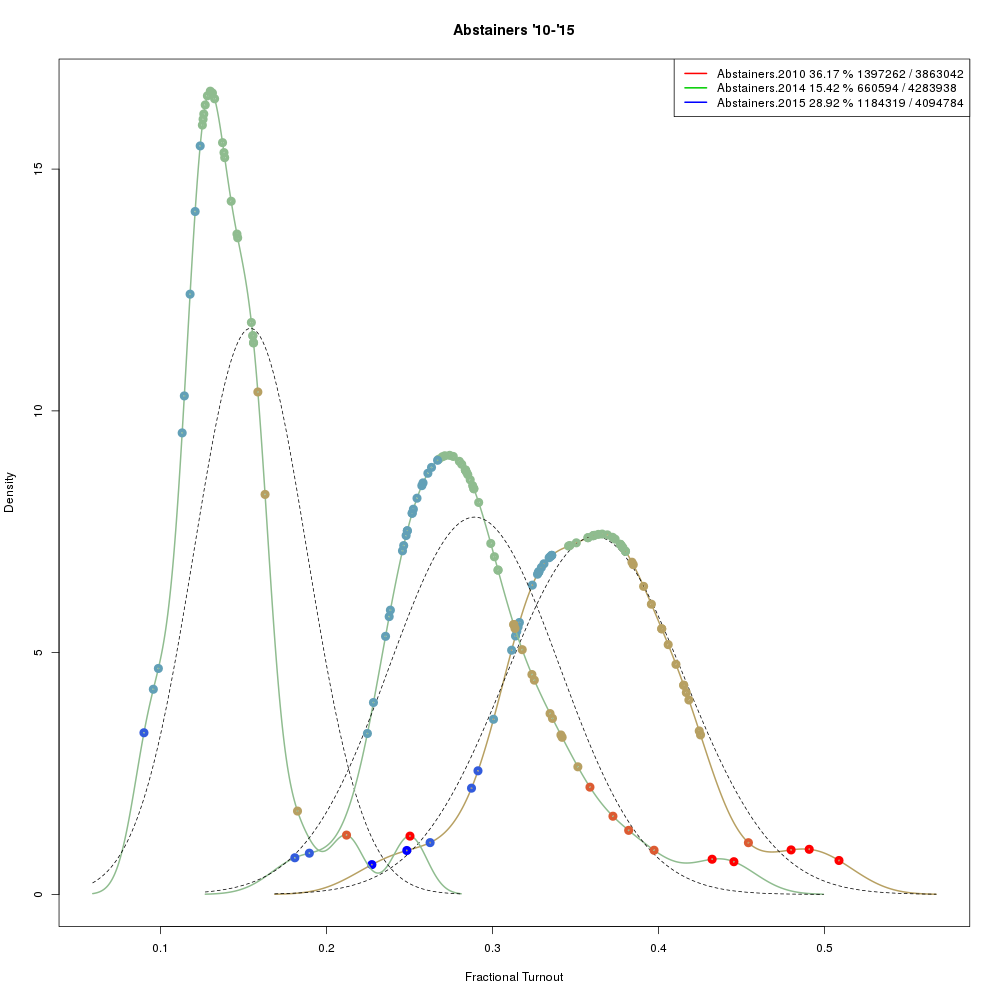 Abstainers '10-'15
Abstainers.2010 36.17 % 1397262 / 3863042
Abstainers.2014 15.42 % 660594 / 4283938
Abstainers.2015 28.92 % 1184319 / 4094784
15
10
5
0
Density
0.1 0.2 0.3 0.4 0.5
Fractional Turnout